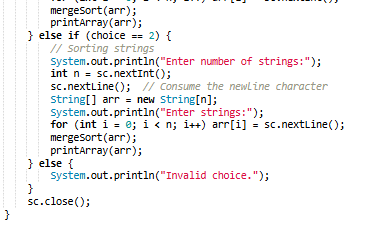 mergeSort(arr);
printArray(arr);
} else if (choice == 2) {
// Sorting strings
System.out.println("Enter number of strings:");
int n = sc.nextInt();
sc.nextLine();  // Consume the newline character
String[] arr = new String[n];
System.out.println("Enter strings:");
for (int i = 0; i < n; i++) arr[i] = sc.nextLine();
mergeSort(arr);
printArray(arr);
} else {
System.out.println("Invalid choice.");
}
sc.close();
}